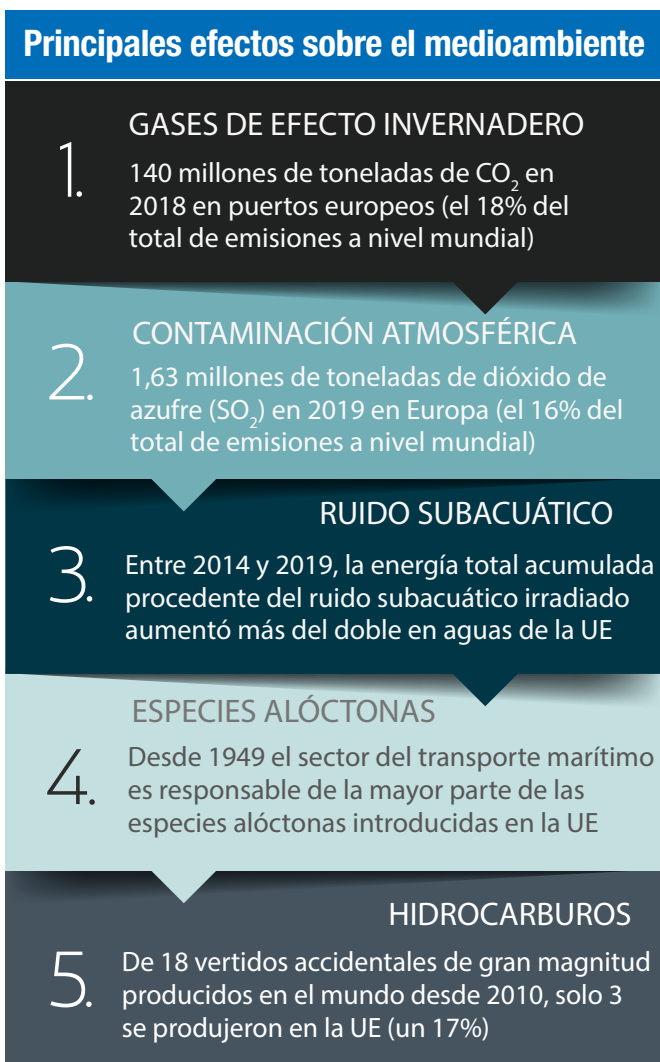 Principales efectos sobre el medioambiente
1.
GASES DE EFECTO INVERNADERO
140 millones de toneladas de CO₂ en
2018 en puertos europeos (el 18% del
total de emisiones a nivel mundial)
2.
CONTAMINACIÓN ATMOSFÉRICA
1,63 millones de toneladas de dióxido de
azufre (SO₂) en 2019 en Europa (el 16% del
total de emisiones a nivel mundial)
3.
RUIDO SUBACUÁTICO
Entre 2014 y 2019, la energía total acumulada
procedente del ruido subacuático irradiado
aumentó más del doble en aguas de la UE
4.
ESPECIES ALÓCTONAS
Desde 1949 el sector del transporte marítimo
es responsable de la mayor parte de las
especies alóctonas introducidas en la UE
5.
HIDROCARBUROS
De 18 vertidos accidentales de gran magnitud
producidos en el mundo desde 2010, solo 3
se produjeron en la UE (un 17%)